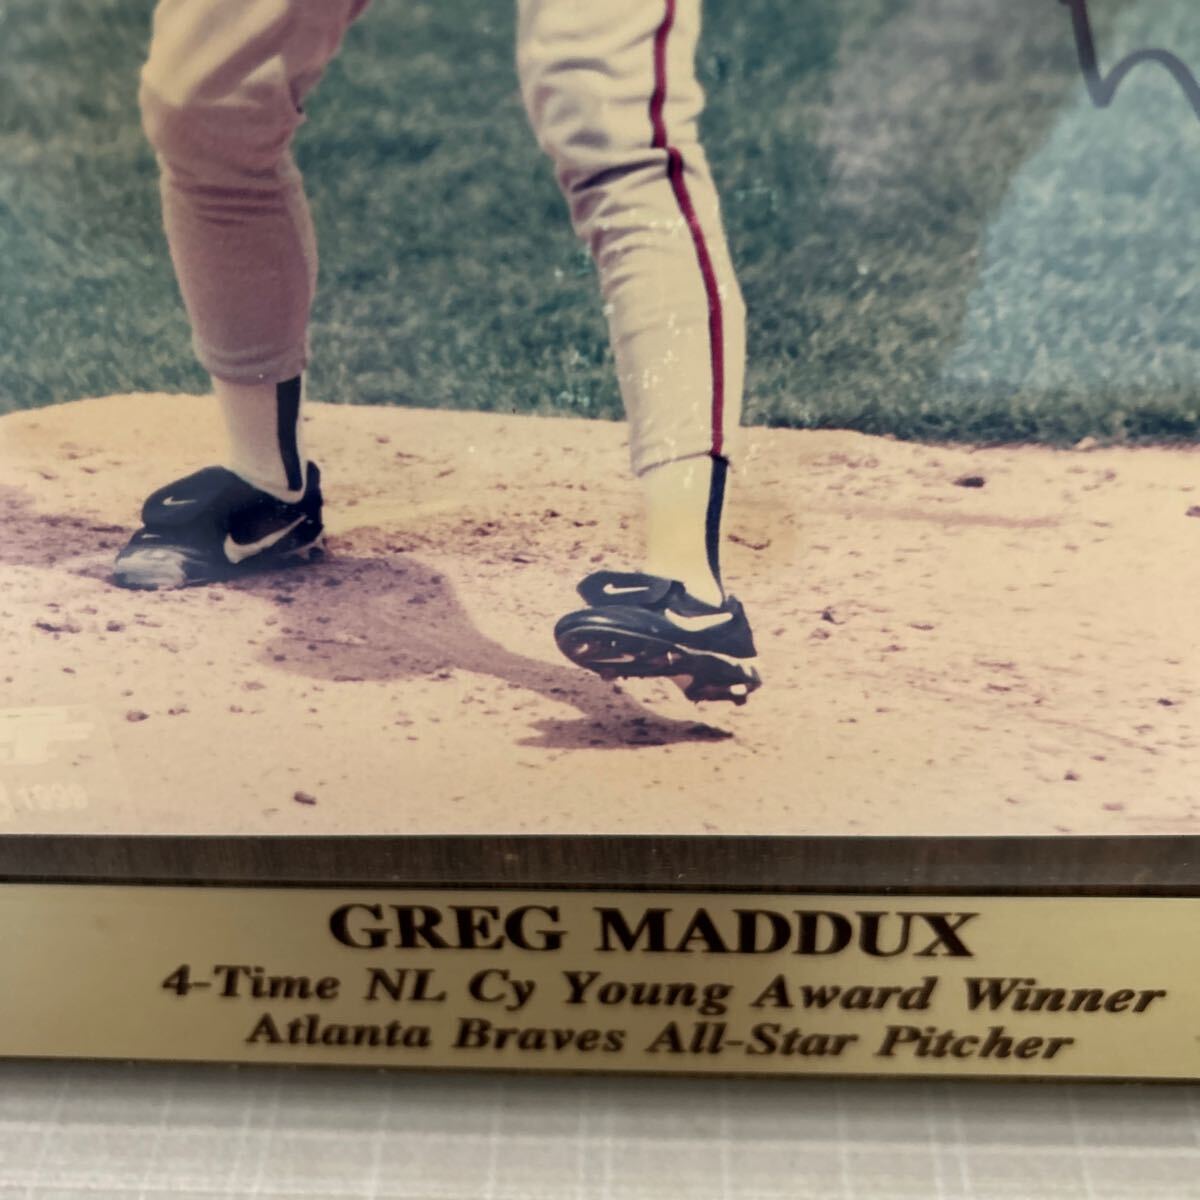 GREG MADDUX
4-Time NL Cy Young Award Winner
Atlanta Braves All-Star Pitcher